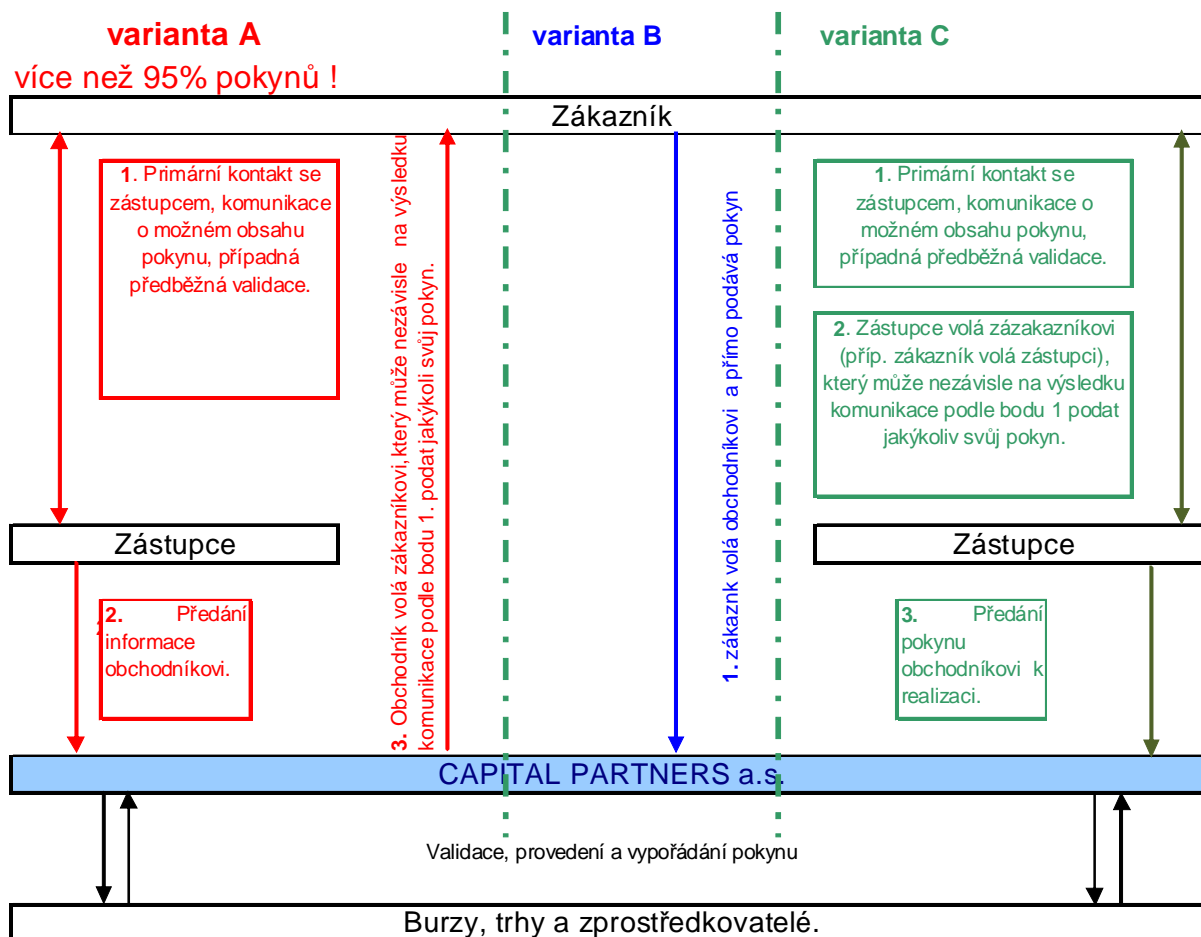 varianta A
více než 95% pokynů !
varianta B
varianta C
Zákazník
1. Primární kontakt se
zástupcem, komunikace
o možném obsahu
pokynu, případná
předběžná validace.
3. Obchodník volá zákazníkovi, který může nezávisle na výsledku
komunikace podle bodu 1. podat jakýkoli svůj pokyn.
1. zákaznk volá obchodníkovi a přímo podává pokyn
1. Primární kontakt se
zástupcem, komunikace o
možném obsahu pokynu,
případná předběžná validace.
2. Zástupce volá zázakazníkovi
(příp. zákazník volá zástupci),
který může nezávisle na výsledku
komunikace podle bodu 1 podat
jakýkoliv svůj pokyn.
Zástupce
Zástupce
2. Předání
informace
obchodníkovi.
3. Předání
pokynu
obchodníkovi k
realizaci.
CAPITAL PARTNERS a.s.
Validace, provedení a vypořádání pokynu
Burzy, trhy a zprostředkovatelé.